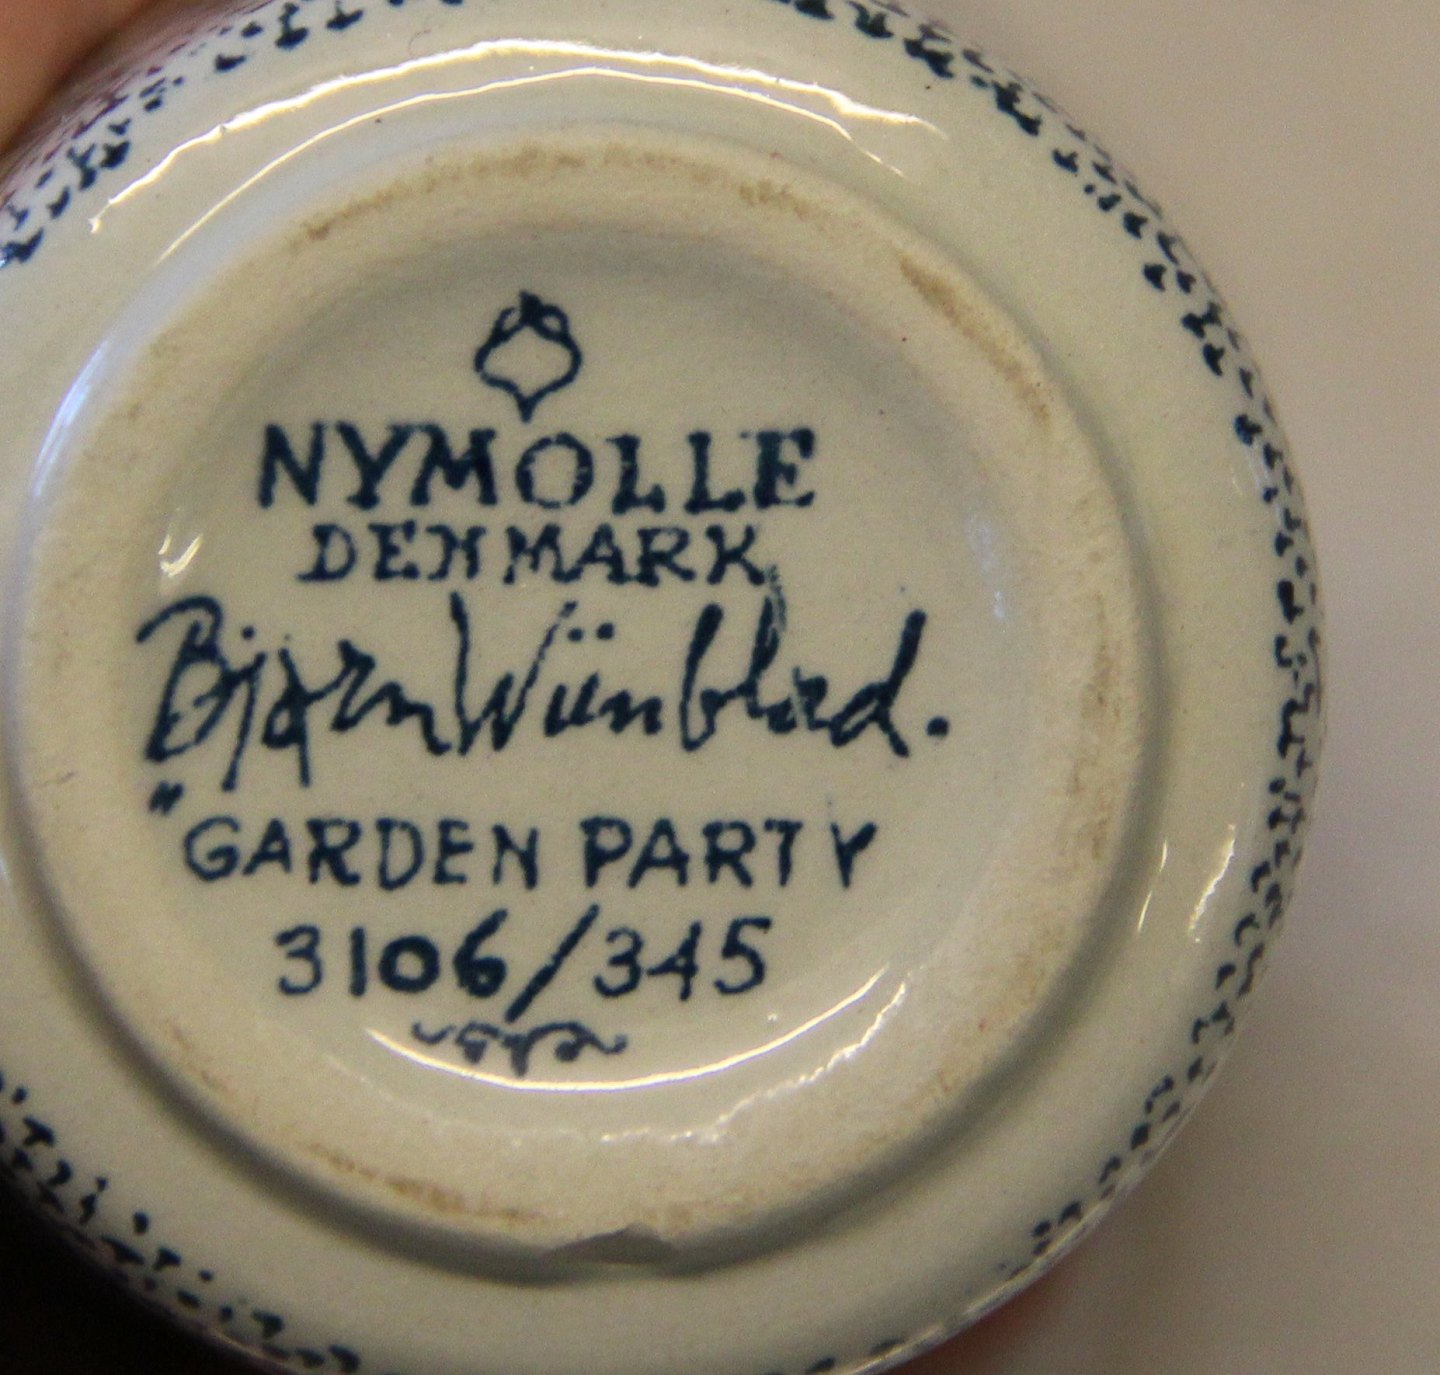 NYMOLLE
DENMARK
Bjørn Wiinblad.
"GARDEN PARTY
3106/345